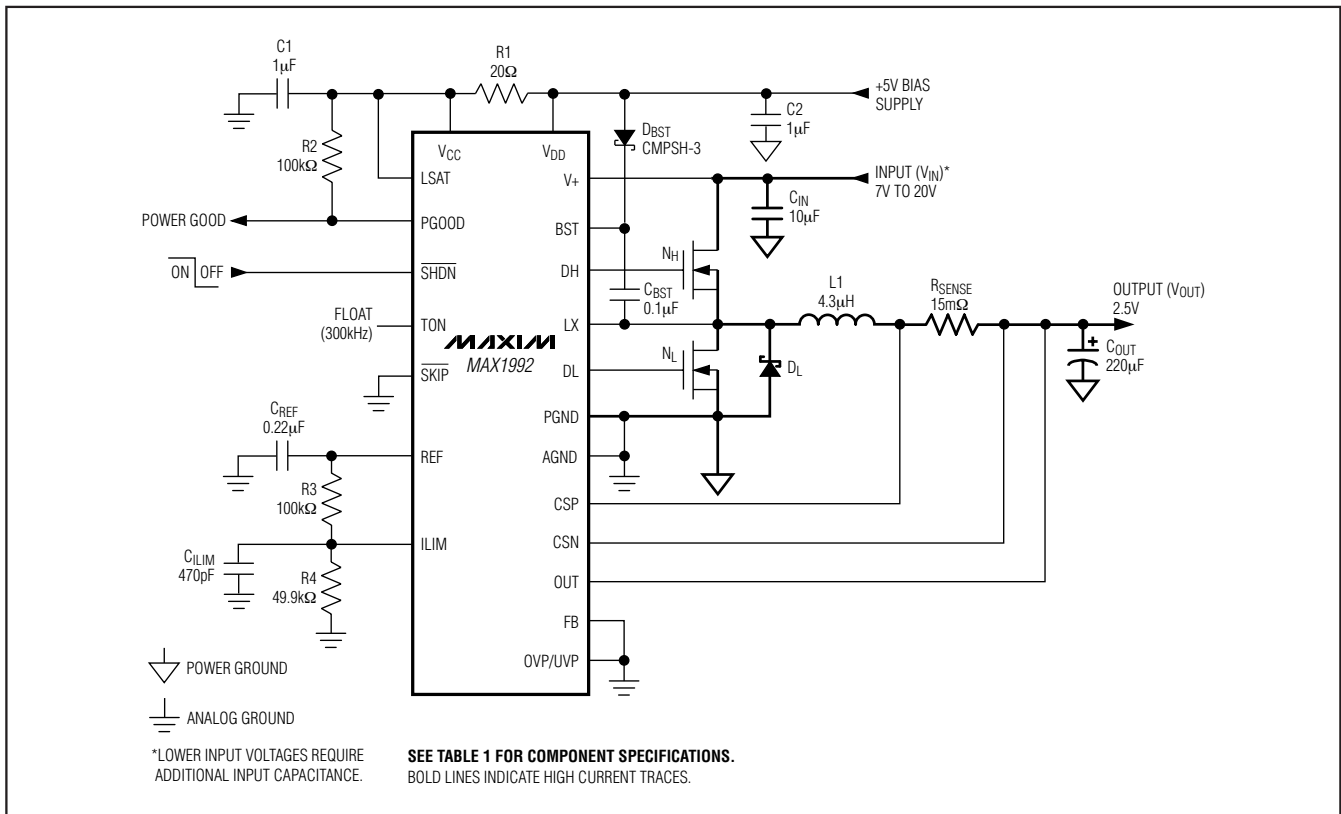 C1
1µF
R1
20Ω
+5V BIAS
SUPPLY
C2
1µF
DBST
CMPSH-3
R2
100kΩ
VCC
VDD
LSAT
V+
INPUT (VIN)*
7V TO 20V
CIN
10µF
POWER GOOD
PGOOD
BST
NH
ON OFF
SHDN
DH
CBST
0.1µF
L1
4.3µH
RSENSE
15mΩ
OUTPUT (VOUT)
2.5V
FLOAT
(300kHz)
TON
LX
MAXIM
MAX1992
NL
DL
DL
+
COUT
220µF
SKIP
PGND
CREF
0.22µF
REF
AGND
R3
100kΩ
CSP
ILIM
CSN
CILIM
470pF
R4
49.9kΩ
OUT
FB
OVP/UVP
POWER GROUND
ANALOG GROUND
*LOWER INPUT VOLTAGES REQUIRE
ADDITIONAL INPUT CAPACITANCE.
SEE TABLE 1 FOR COMPONENT SPECIFICATIONS.
BOLD LINES INDICATE HIGH CURRENT TRACES.